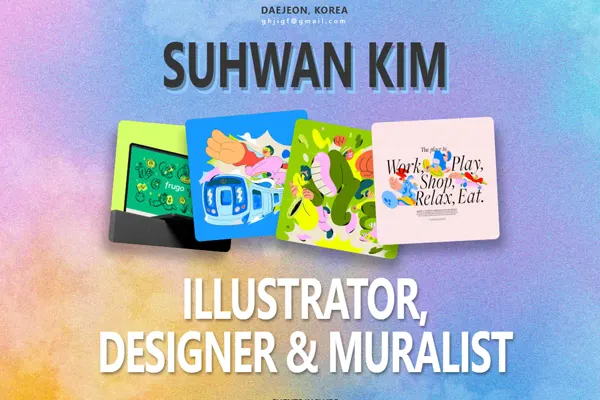 DAEJEON, KOREA
ghjigf@gmail.com
SUHWAN KIM
frugo
The place to
Work, Play,
Shop,
Relax, Eat.
ILLUSTRATOR,
DESIGNER & MURALIST